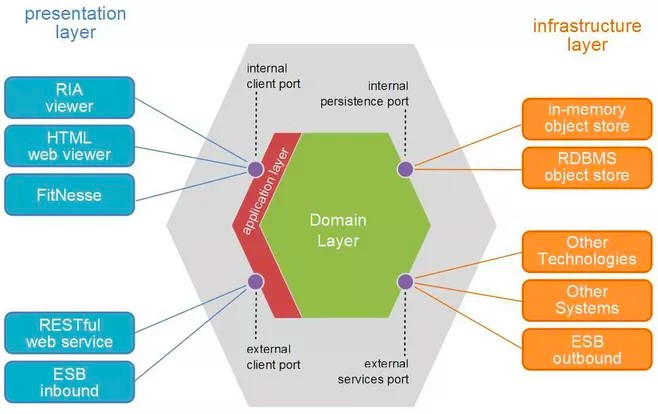 presentation
layer
infrastructure
layer
internal
client port
internal
persistence port
RIA
viewer
HTML
web viewer
FitNesse
in-memory
object store
RDBMS
object store
application layer
Domain
Layer
Other
Technologies
Other
Systems
ESB
outbound
RESTful
web service
ESB
inbound
external
client port
external
services port